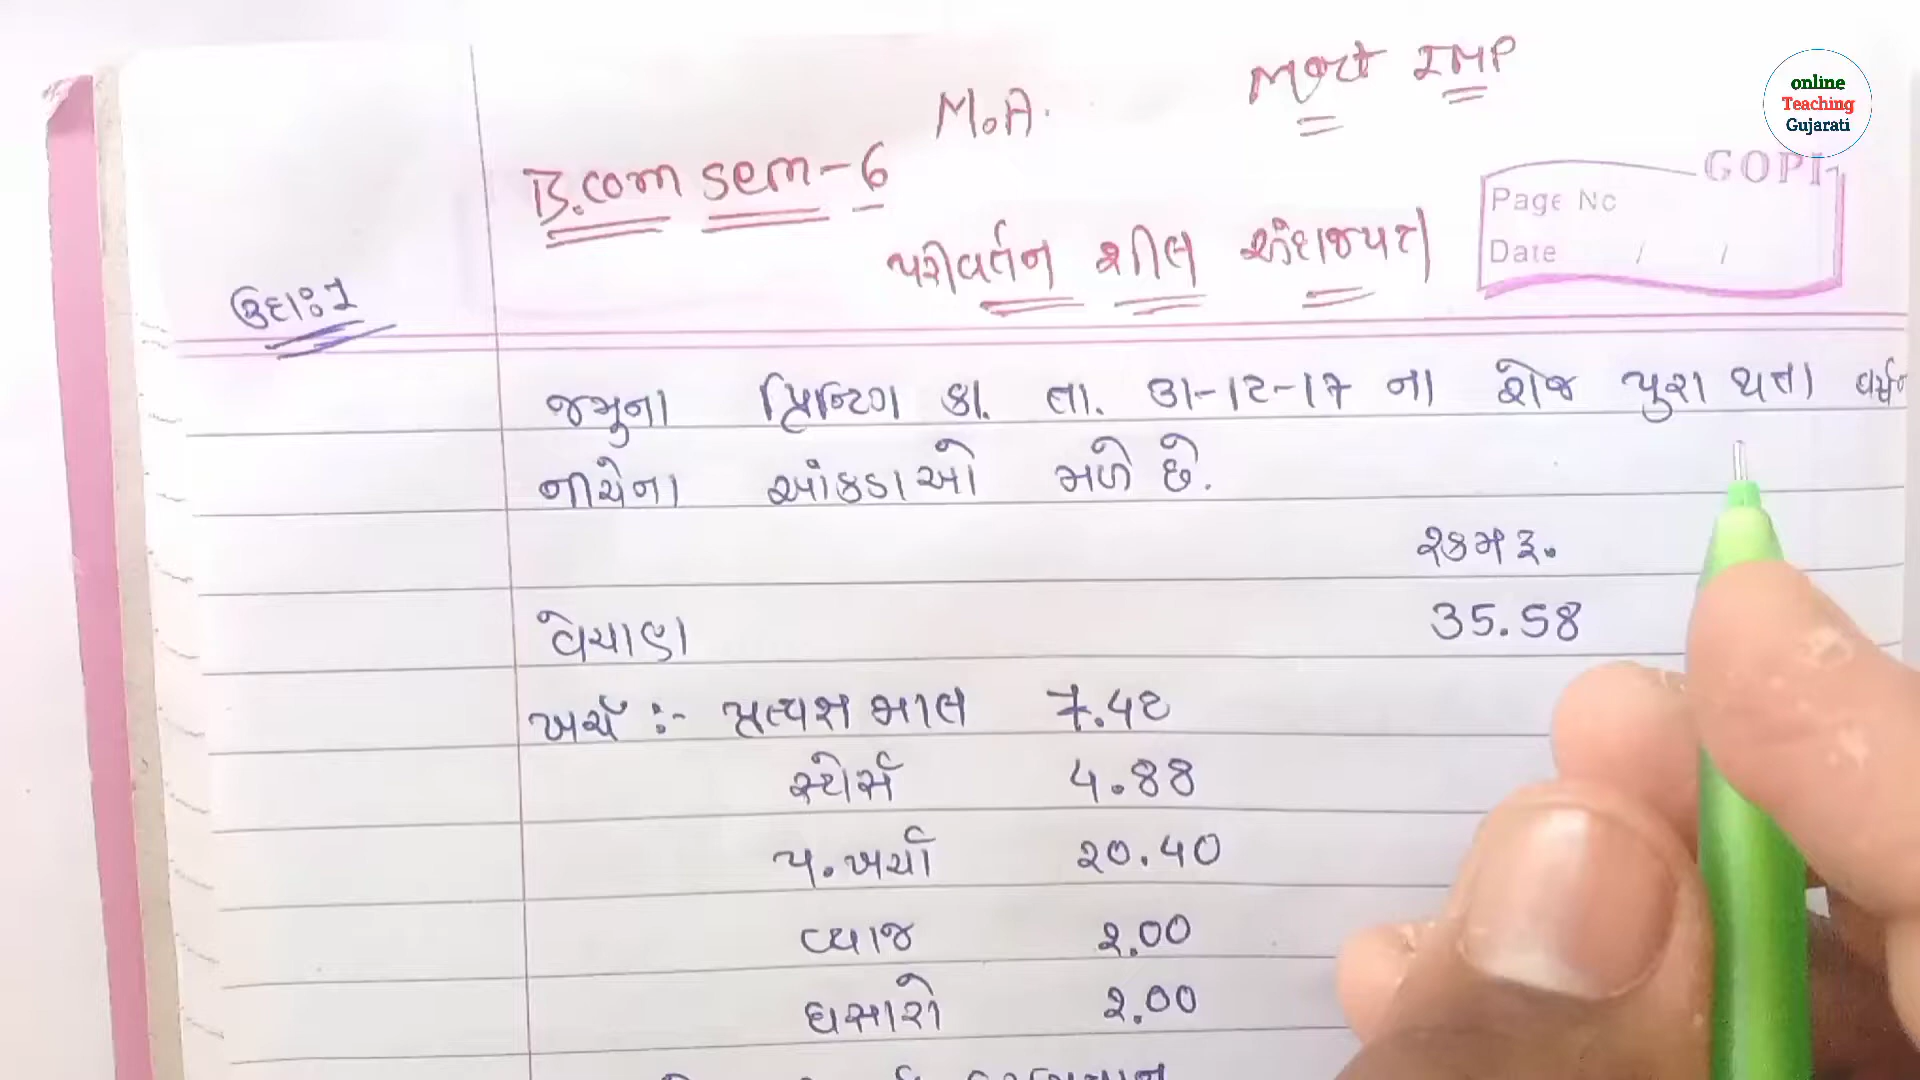 M.A.
Most IMP
online
Teaching
Gujarati
B.com sem-6
GOPI
Page No
Date / /
પરીવર્તન શીલ અંદાજપત્ર
ઉદા:1
જમુના પ્રિન્ટિગ કા. તા. 31-12-17 ના રોજ પુરા થતા વર્ષના
નીચેના આંકડાઓ મળે છે.
રકમ રૂ.
વેચાણ 35.58
ખર્ચ :- પ્રત્યક્ષ માલ 7.42
સ્ટોર્સ 4.88
પ.ખર્ચા 20.40
વ્યાજ 2.00
ઘસારો 2.00